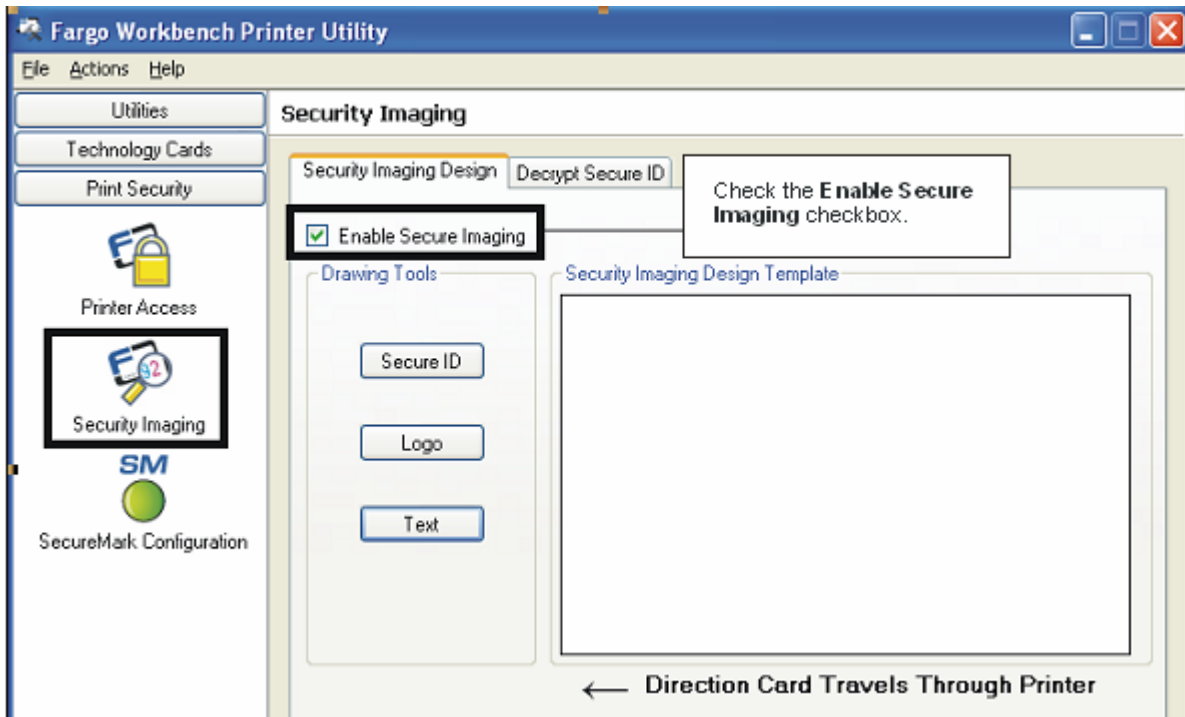 Fargo Workbench Printer Utility
File Actions Help
Utilities
Technology Cards
Print Security
Printer Access
Security Imaging
SM
SecureMark Configuration
Security Imaging
Security Imaging Design
Decrypt Secure ID
Check the Enable Secure
Imaging checkbox.
Enable Secure Imaging
Drawing Tools
Secure ID
Logo
Text
Security Imaging Design Template
← Direction Card Travels Through Printer